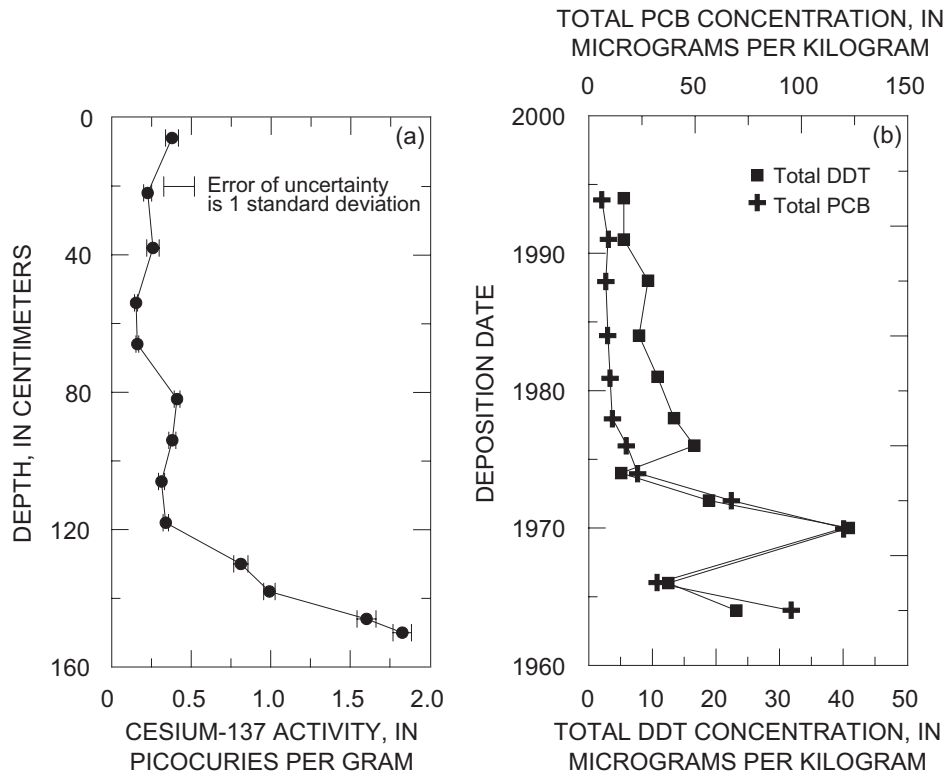 TOTAL PCB CONCENTRATION, IN
MICROGRAMS PER KILOGRAM
0 50 100 150
0
40
80
120
160
DEPTH, IN CENTIMETERS
(a)
Error of uncertainty
is 1 standard deviation
0 0.5 1.0 1.5 2.0
CESIUM-137 ACTIVITY, IN
PICOCURIES PER GRAM
2000
1990
1980
1970
1960
DEPOSITION DATE
(b)
Total DDT
Total PCB
0 10 20 30 40 50
TOTAL DDT CONCENTRATION, IN
MICROGRAMS PER KILOGRAM